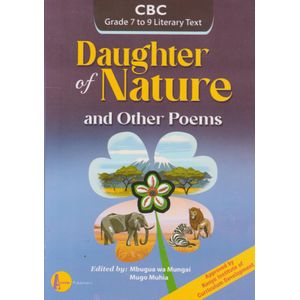 CBC
Grade 7 to 9 Literary Text
Daughter
of Nature
and Other Poems
Edited by: Mbugua wa Mungai
Mugo Muhia
Approved by
Kenya Institute of
Curriculum Development